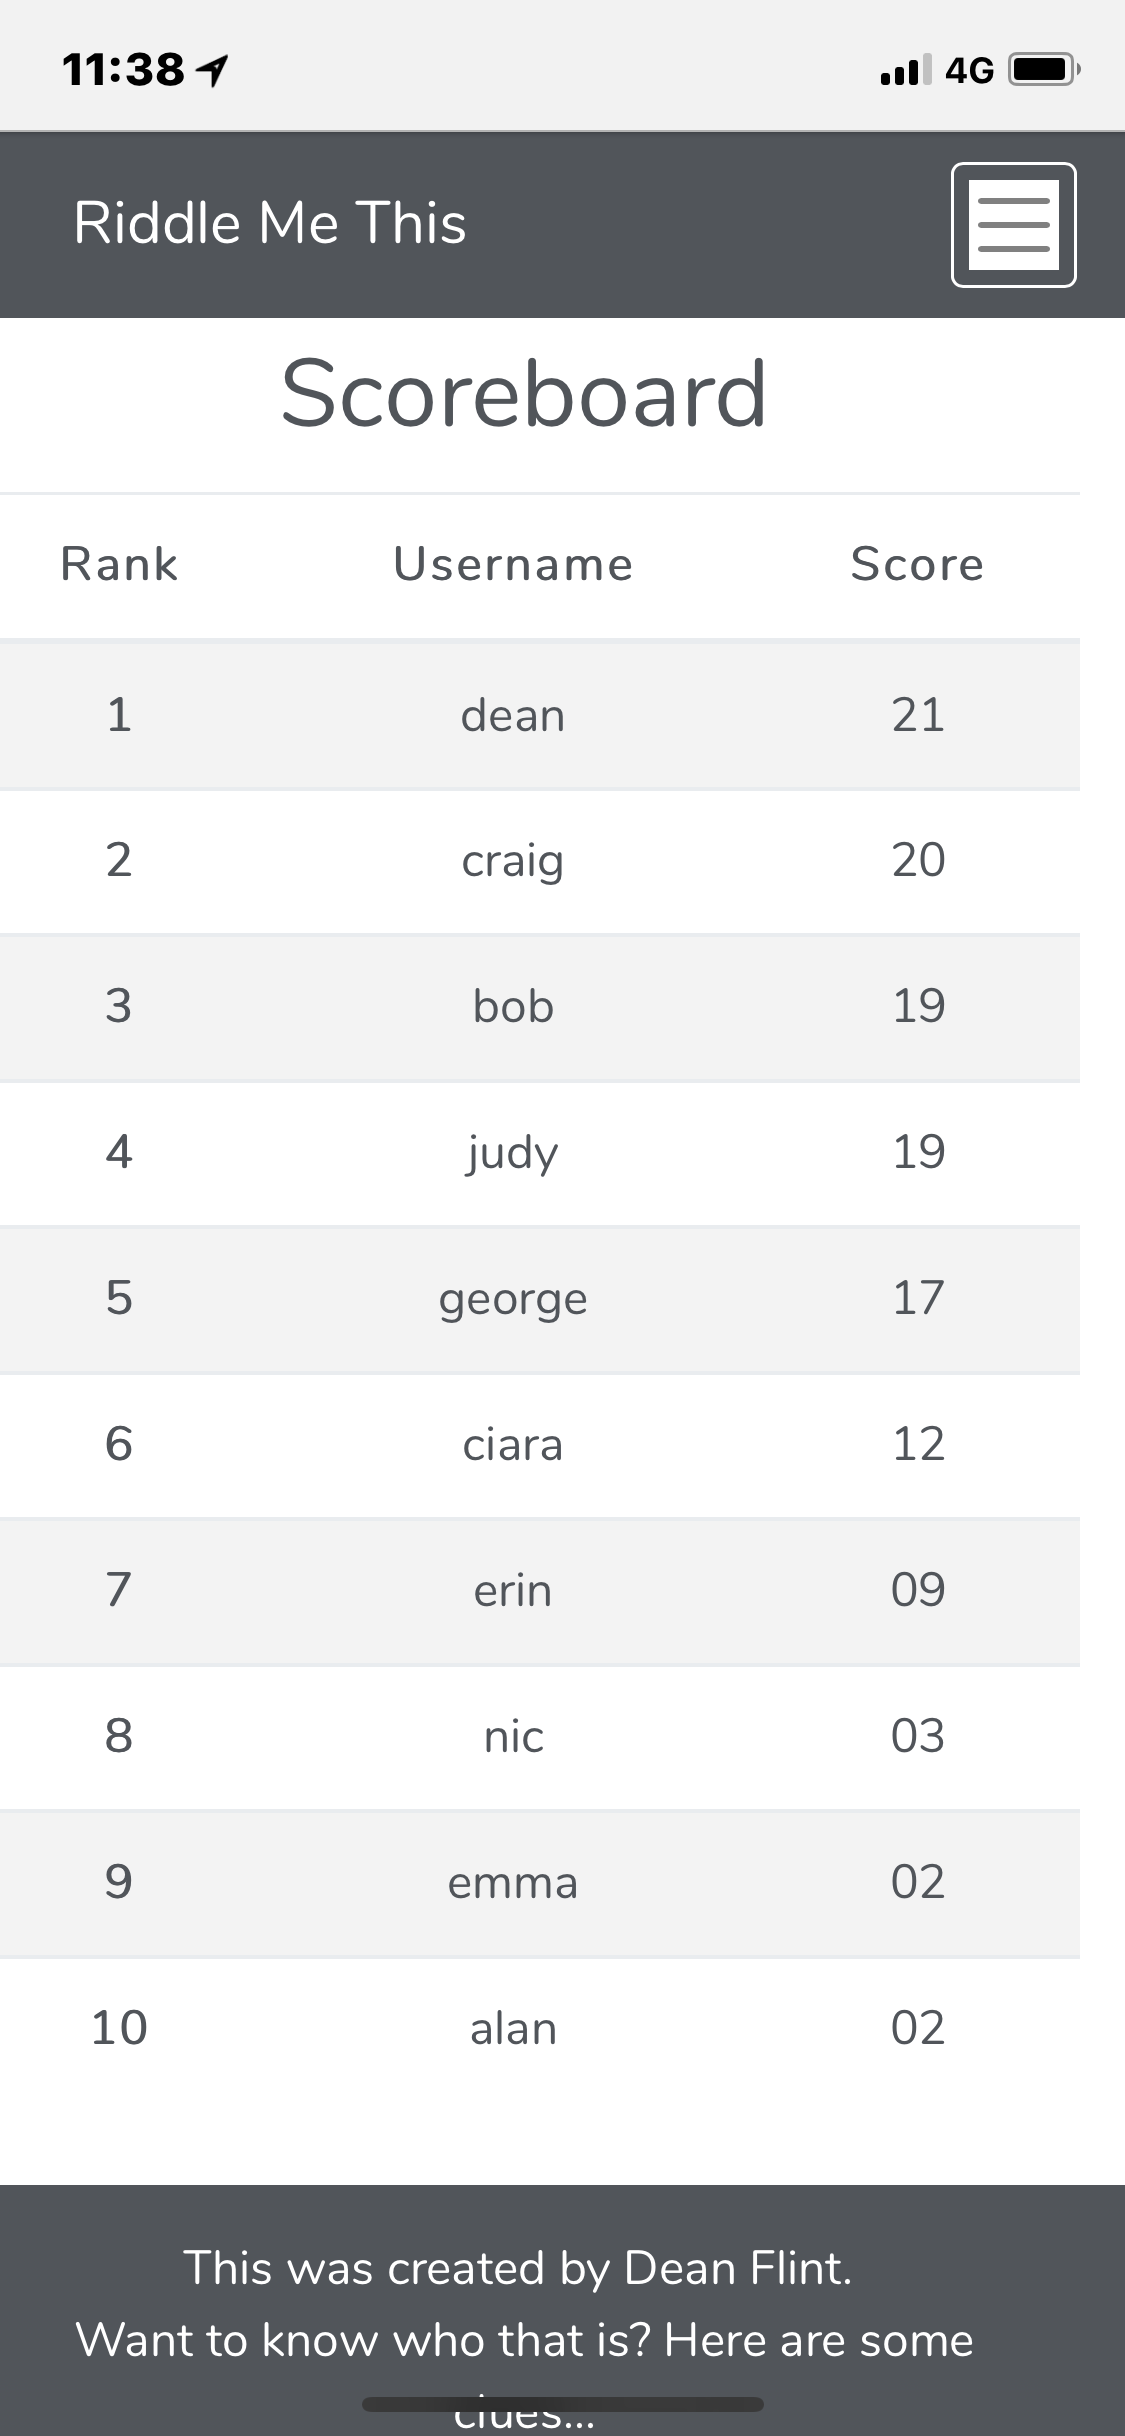 11:38 4G
Riddle Me This
Scoreboard
Rank Username Score
1 dean 21
2 craig 20
3 bob 19
4 judy 19
5 george 17
6 ciara 12
7 erin 09
8 nic 03
9 emma 02
10 alan 02
This was created by Dean Flint.
Want to know who that is? Here are some
clues...